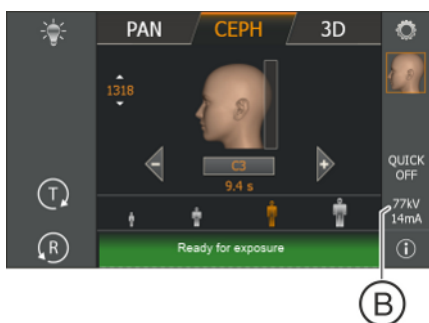 PAN
CEPH
3D
1318
C3
9.4 s
QUICK
OFF
77kV
14mA
T
R
Ready for exposure
i
B